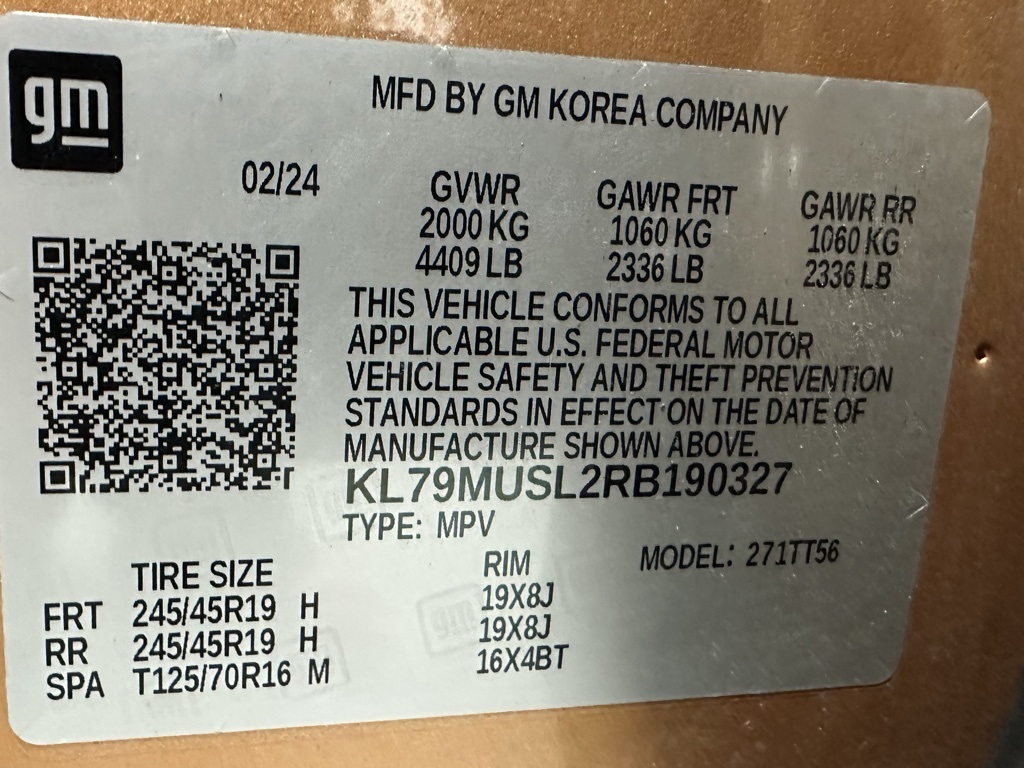 gm
MFD BY GM KOREA COMPANY
02/24
GVWR GAWR FRT GAWR RR
2000 KG 1060 KG 1060 KG
4409 LB 2336 LB 2336 LB
THIS VEHICLE CONFORMS TO ALL
APPLICABLE U.S. FEDERAL MOTOR
VEHICLE SAFETY AND THEFT PREVENTION
STANDARDS IN EFFECT ON THE DATE OF
MANUFACTURE SHOWN ABOVE.
KL79MUSL2RB190327
TYPE: MPV
MODEL: 271TT56
TIRE SIZE RIM
FRT 245/45R19 H 19X8J
RR 245/45R19 H 19X8J
SPA T125/70R16 M 16X4BT